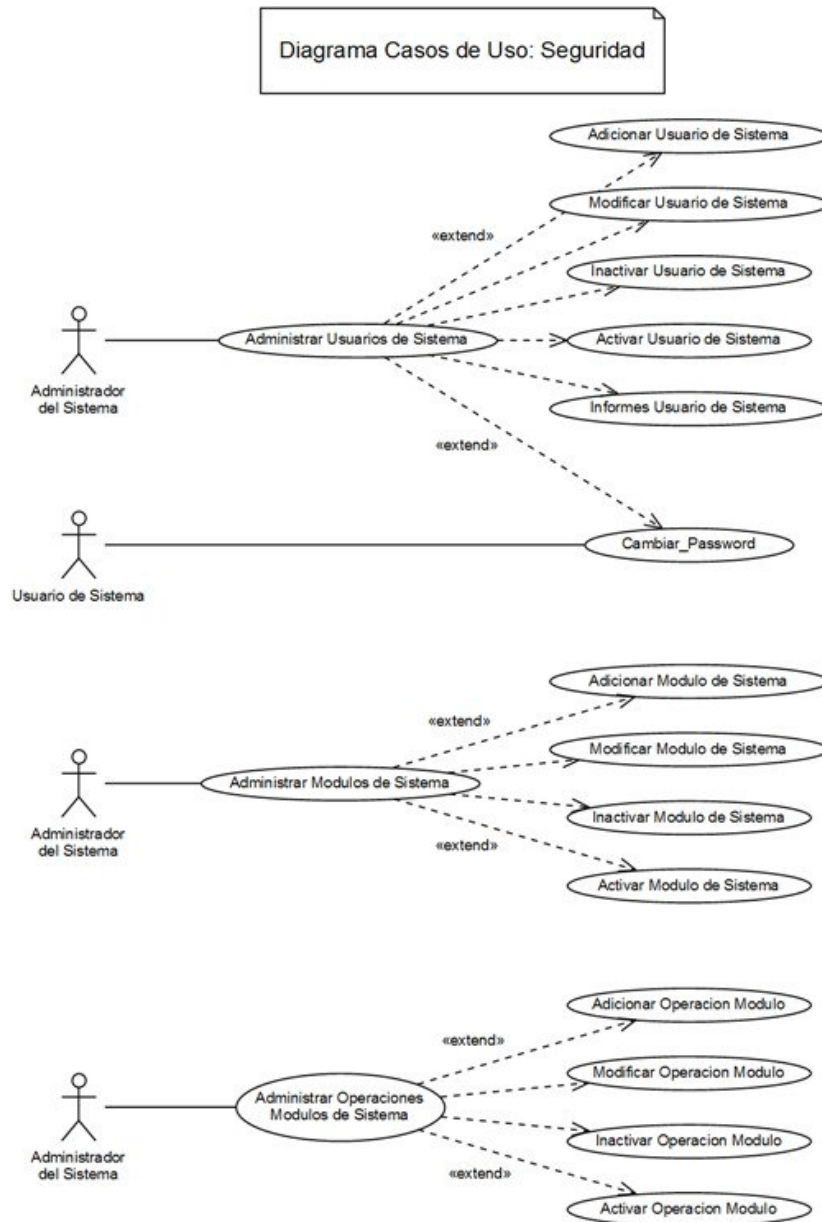 Diagrama Casos de Uso: Seguridad
Adicionar Usuario de Sistema
Modificar Usuario de Sistema
«extend»
Inactivar Usuario de Sistema
Administrar Usuarios de Sistema
Activar Usuario de Sistema
Administrador
del Sistema
Informes Usuario de Sistema
«extend»
Cambiar_Password
Usuario de Sistema
Adicionar Modulo de Sistema
«extend»
Modificar Modulo de Sistema
Administrar Modulos de Sistema
Inactivar Modulo de Sistema
Administrador
del Sistema
«extend»
Activar Modulo de Sistema
Adicionar Operacion Modulo
«extend»
Modificar Operacion Modulo
Administrar Operaciones
Modulos de Sistema
Inactivar Operacion Modulo
Administrador
del Sistema
«extend»
Activar Operacion Modulo